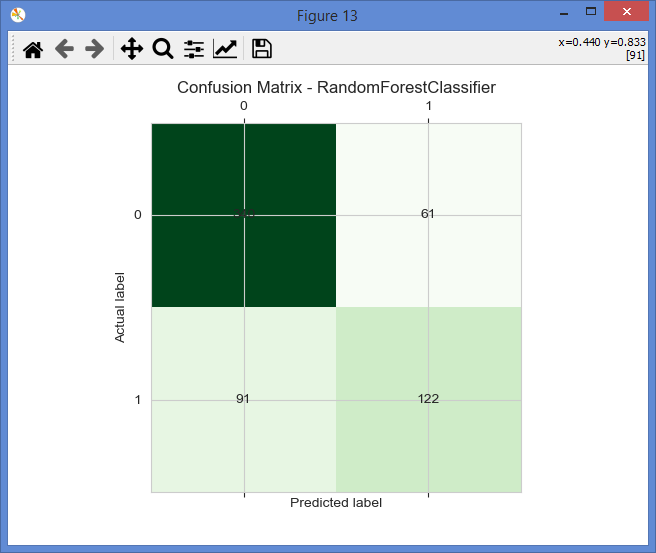 Figure 13
x=0.440 y=0.833
[91]
Confusion Matrix - RandomForestClassifier
0 1
0
61
Actual label
1
91
122
Predicted label